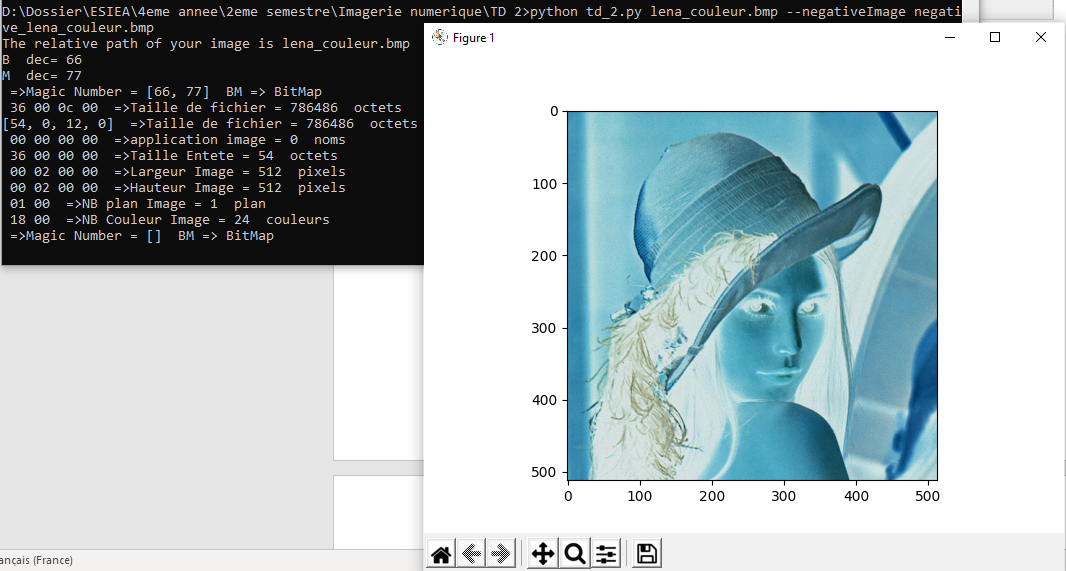 D:\Dossier\ESIEA\4eme annee\2eme semestre\Imagerie numerique\TD 2>python td_2.py lena_couleur.bmp --negativeImage negati
ve_lena_couleur.bmp
The relative path of your image is lena_couleur.bmp
B  dec= 66
M  dec= 77
 =>Magic Number = [66, 77]  BM => BitMap
 36 00 0c 00  =>Taille de fichier = 786486  octets
[54, 0, 12, 0]  =>Taille de fichier = 786486  octets
 00 00 00 00  =>application image = 0  noms
 36 00 00 00  =>Taille Entete = 54  octets
 00 02 00 00  =>Largeur Image = 512  pixels
 00 02 00 00  =>Hauteur Image = 512  pixels
 01 00  =>NB plan Image = 1  plan
 18 00  =>NB Couleur Image = 24  couleurs
 =>Magic Number = []  BM => BitMap
Figure 1
0
100
200
300
400
500
0 100 200 300 400 500
ançais (France)